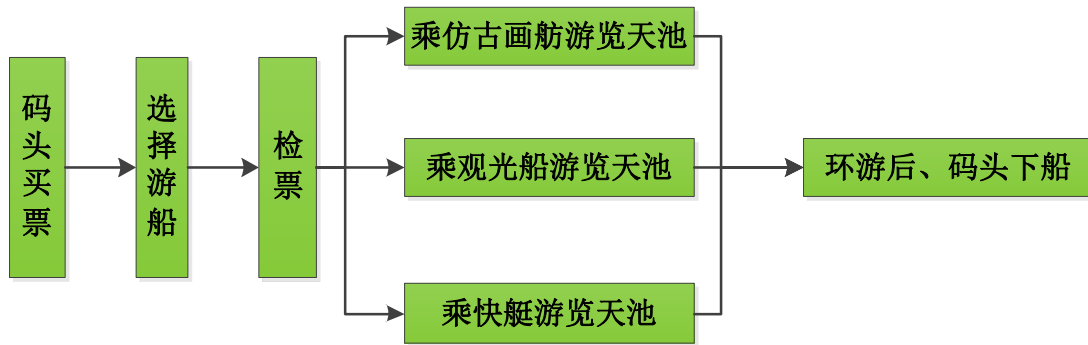 码头买票
选择游船
检票
乘仿古画舫游览天池
乘观光船游览天池
乘快艇游览天池
环游后、码头下船